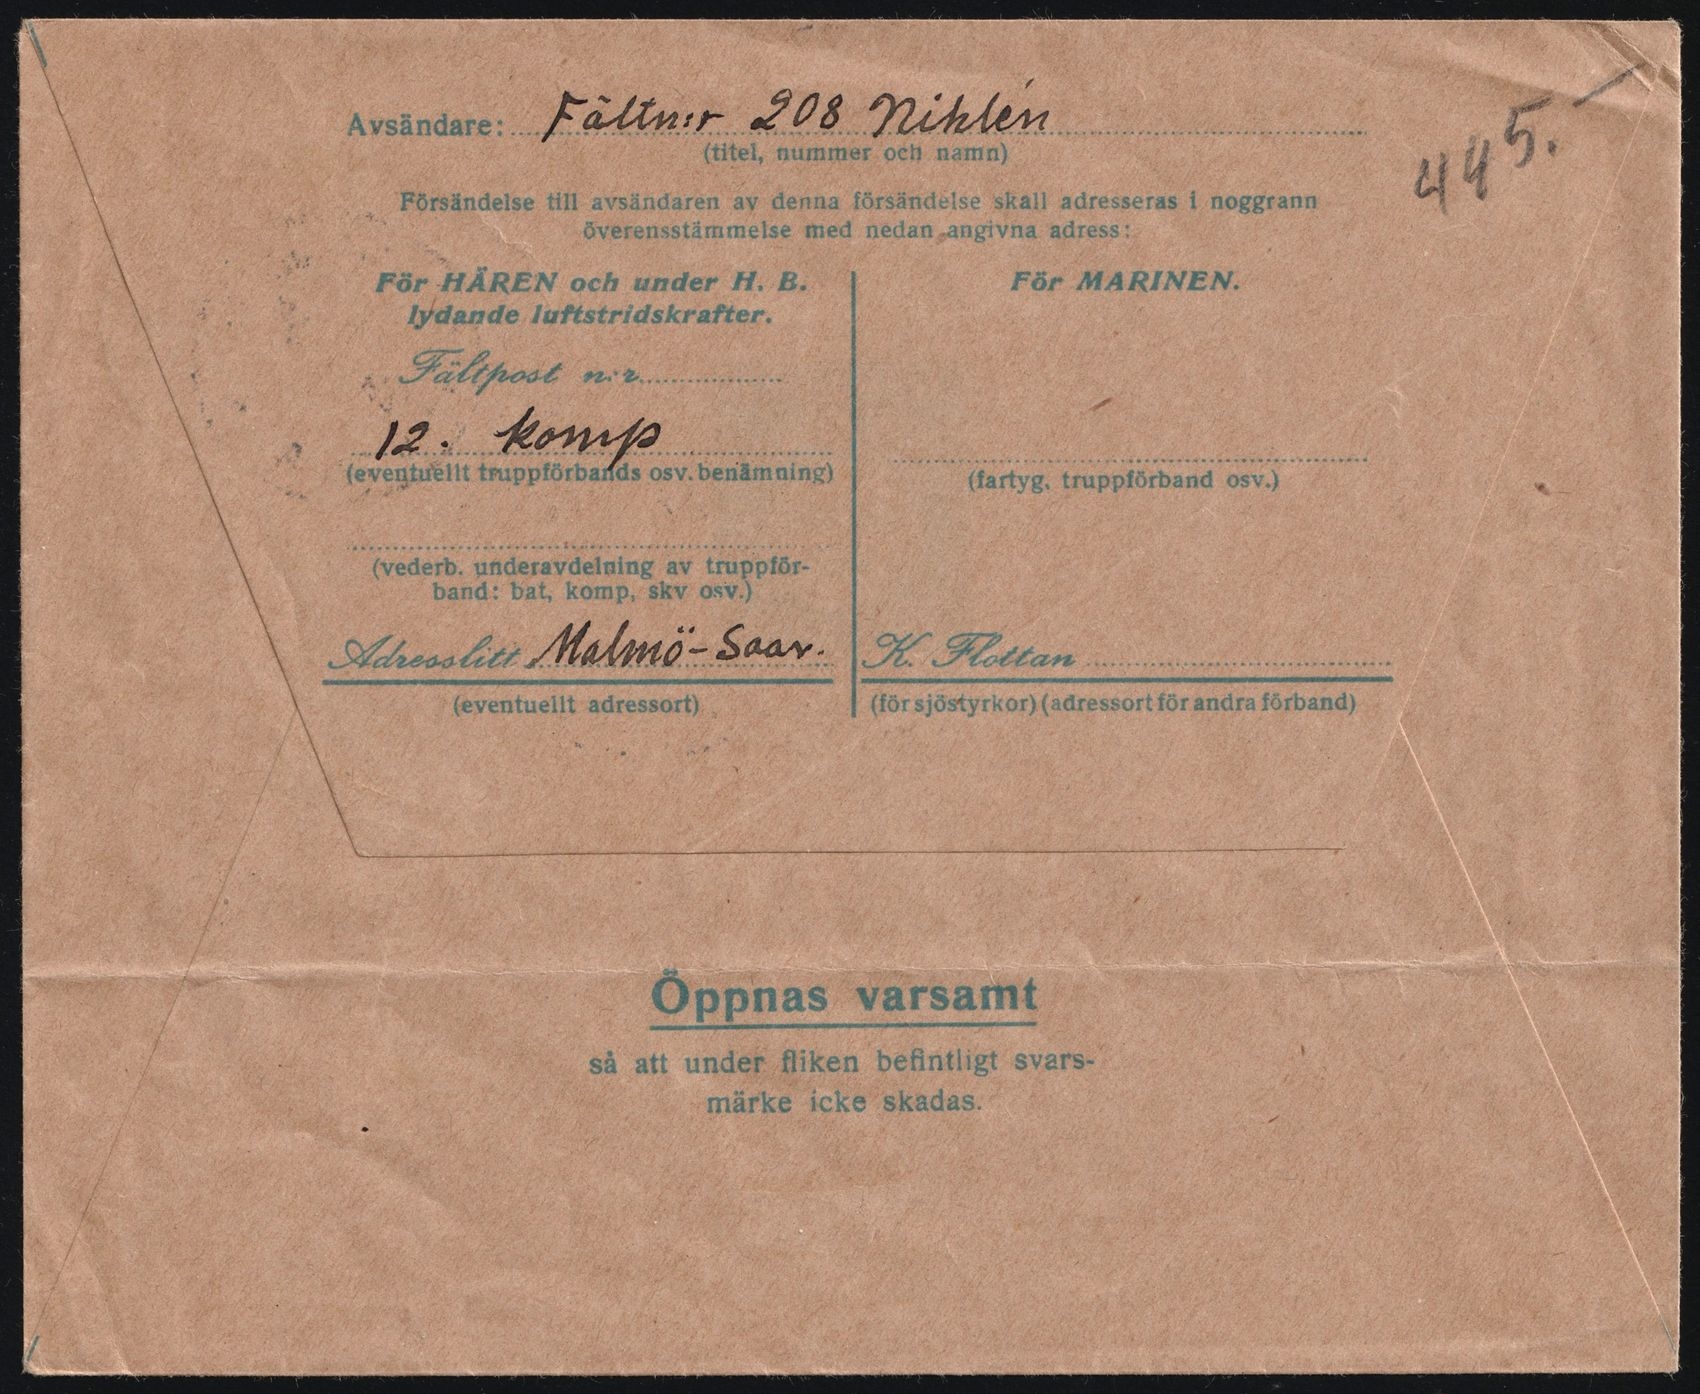 Avsändare: Fältn:r 208 Nihlén
(titel, nummer och namn)
445.-
Försändelse till avsändaren av denna försändelse skall adresseras i noggrann
överensstämmelse med nedan angivna adress:
För HÄREN och under H. B.
lydande luftstridskrafter.
Fältpost n:r
12. komp
(eventuellt truppförbands osv. benämning)
(vederb. underavdelning av truppför-
band: bat, komp, skv osv.)
Adresslitt Malmö-Saar.
(eventuellt adressort)
För MARINEN.
(fartyg, truppförband osv.)
K. Flottan
(för sjöstyrkor) (adressort för andra förband)
Öppnas varsamt
så att under fliken befintligt svars-
märke icke skadas.